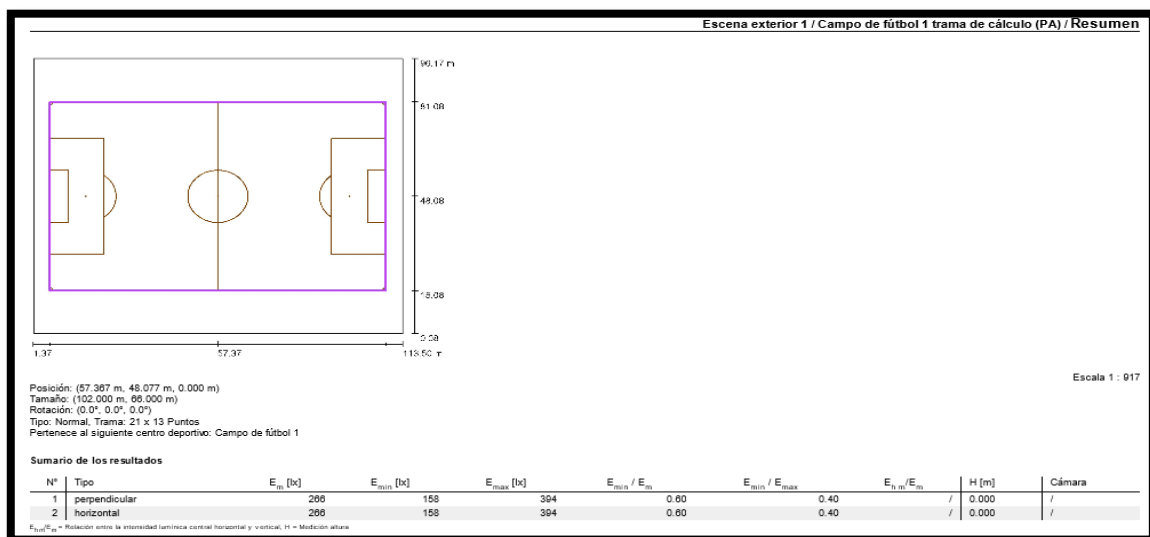 Escena exterior 1 / Campo de fútbol 1 trama de cálculo (PA) / Resumen
90.17 m
81.08
48.08
15.08
1.37 57.37 113.50 m
Escala 1 : 917
Posición: (57.367 m, 48.077 m, 0.000 m)
Tamaño: (102.000 m, 66.000 m)
Rotación: (0.0°, 0.0°, 0.0°)
Tipo: Normal, Trama: 21 x 13 Puntos
Pertenece al siguiente centro deportivo: Campo de fútbol 1
Sumario de los resultados
N° Tipo Em [lx] Emin [lx] Emax [lx] Emin / Em Emin / Emax Eh m/Em H [m] Cámara
1 perpendicular 266 158 394 0.60 0.40 / 0.000 /
2 horizontal 266 158 394 0.60 0.40 / 0.000 /
Eh m/Em = Relación entre la intensidad lumínica central horizontal y vertical, H = Medición altura